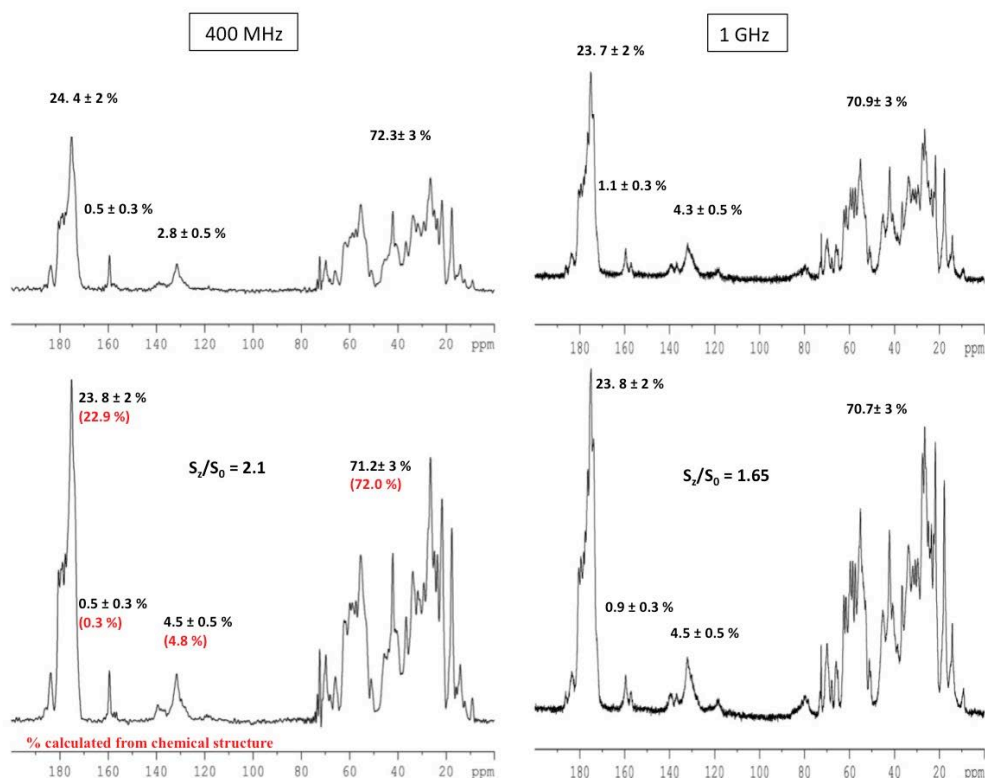 400 MHz
1 GHz
24. 4 ± 2 %
72.3± 3 %
0.5 ± 0.3 %
2.8 ± 0.5 %
180 160 140 120 100 80 60 40 20 ppm
23. 7 ± 2 %
70.9± 3 %
1.1 ± 0.3 %
4.3 ± 0.5 %
180 160 140 120 100 80 60 40 20 ppm
23. 8 ± 2 %
(22.9 %)
S_z/S_0 = 2.1
71.2± 3 %
(72.0 %)
0.5 ± 0.3 %
(0.3 %)
4.5 ± 0.5 %
(4.8 %)
% calculated from chemical structure
180 160 140 120 100 80 60 40 20 ppm
23. 8 ± 2 %
70.7± 3 %
S_z/S_0 = 1.65
0.9 ± 0.3 %
4.5 ± 0.5 %
180 160 140 120 100 80 60 40 20 ppm